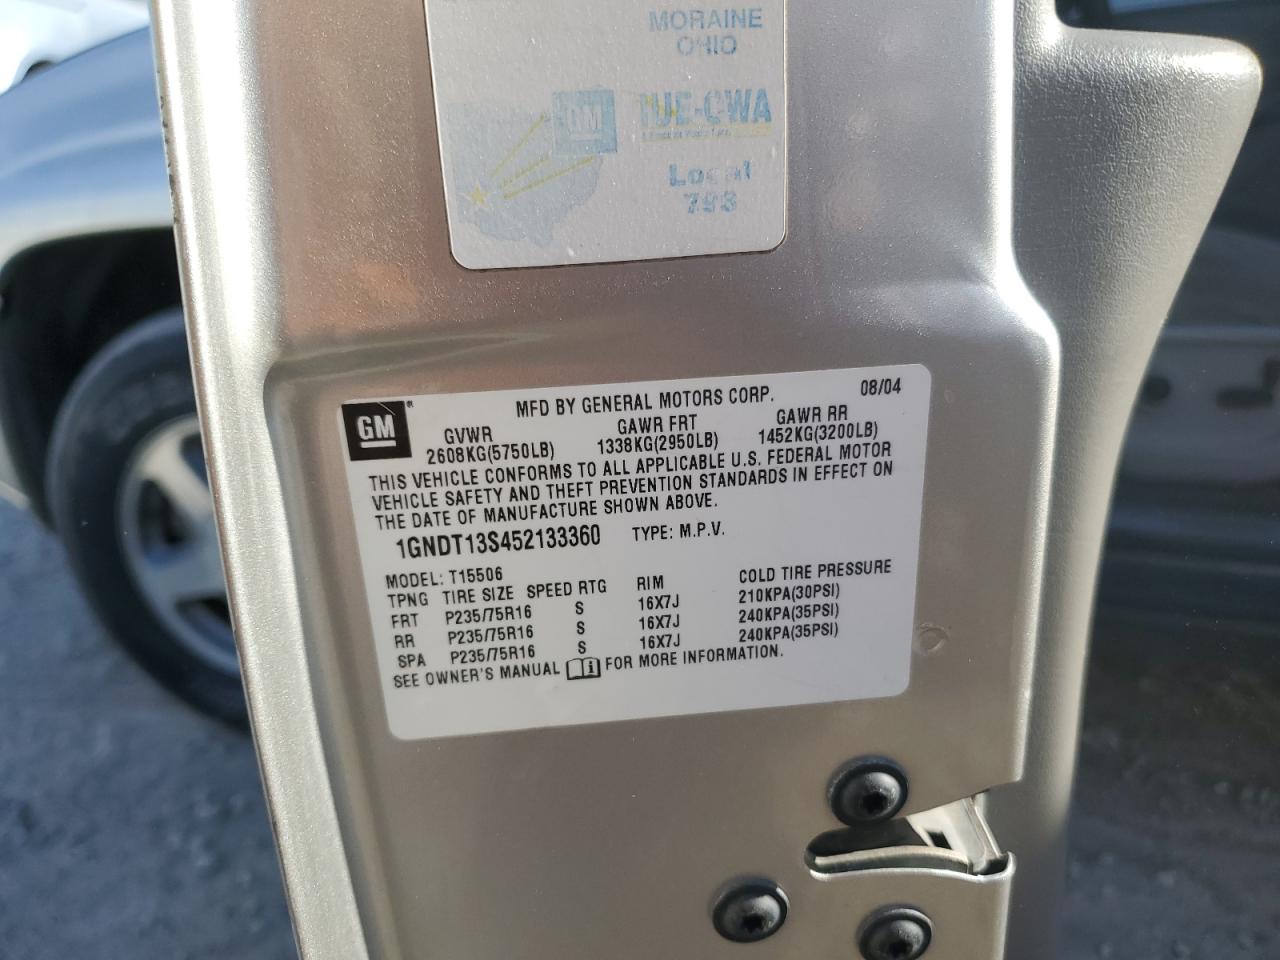 MORAINE
OHIO
GM
IUE-CWA
Local
793
GM
MFD BY GENERAL MOTORS CORP. 08/04
GVWR GAWR FRT GAWR RR
2608KG(5750LB) 1338KG(2950LB) 1452KG(3200LB)
THIS VEHICLE CONFORMS TO ALL APPLICABLE U.S. FEDERAL MOTOR
VEHICLE SAFETY AND THEFT PREVENTION STANDARDS IN EFFECT ON
THE DATE OF MANUFACTURE SHOWN ABOVE.
1GNDT13S452133360 TYPE: M.P.V.
MODEL: T15506
TPNG TIRE SIZE SPEED RTG RIM COLD TIRE PRESSURE
FRT P235/75R16 S 16X7J 210KPA(30PSI)
RR P235/75R16 S 16X7J 240KPA(35PSI)
SPA P235/75R16 S 16X7J 240KPA(35PSI)
SEE OWNER'S MANUAL FOR MORE INFORMATION.